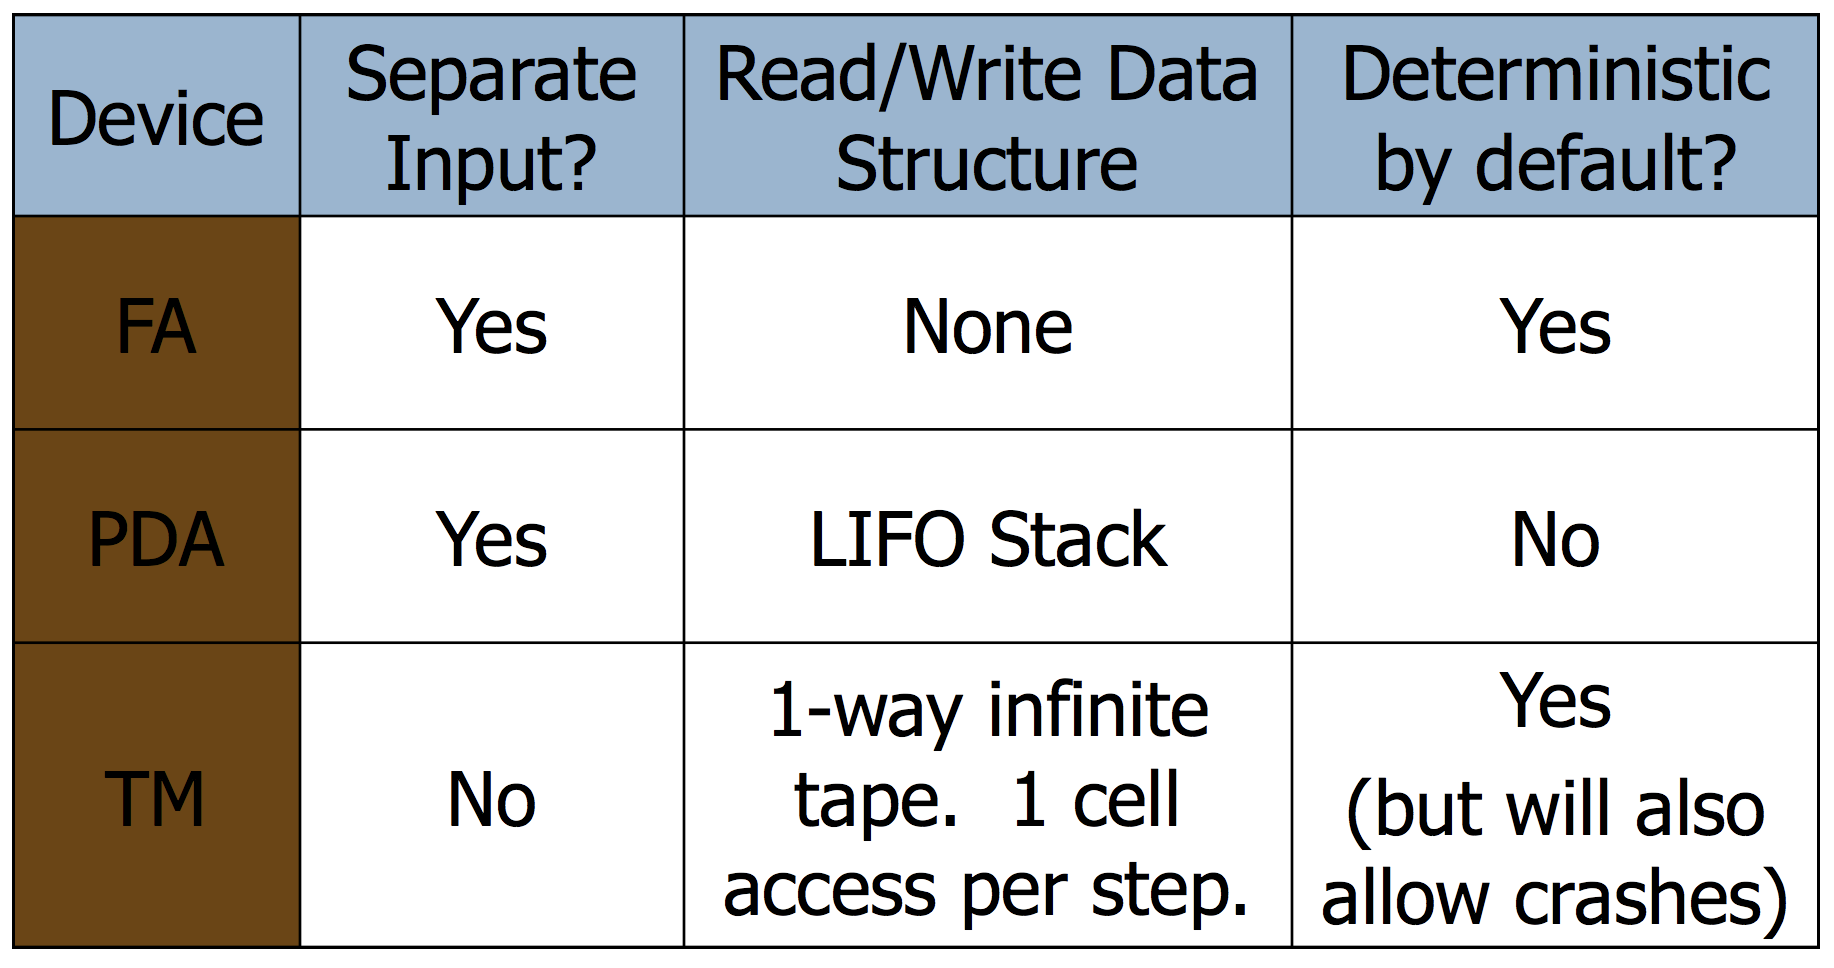 Device
Separate
Input?
Read/Write Data
Structure
Deterministic
by default?
FA
Yes
None
Yes
PDA
Yes
LIFO Stack
No
TM
No
1-way infinite
tape.  1 cell
access per step.
Yes
(but will also
allow crashes)